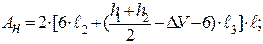 A_H = 2·[6·ℓ_2 + (h_1 + h_2 / 2 − ΔV − 6)·ℓ_3]·ℓ;